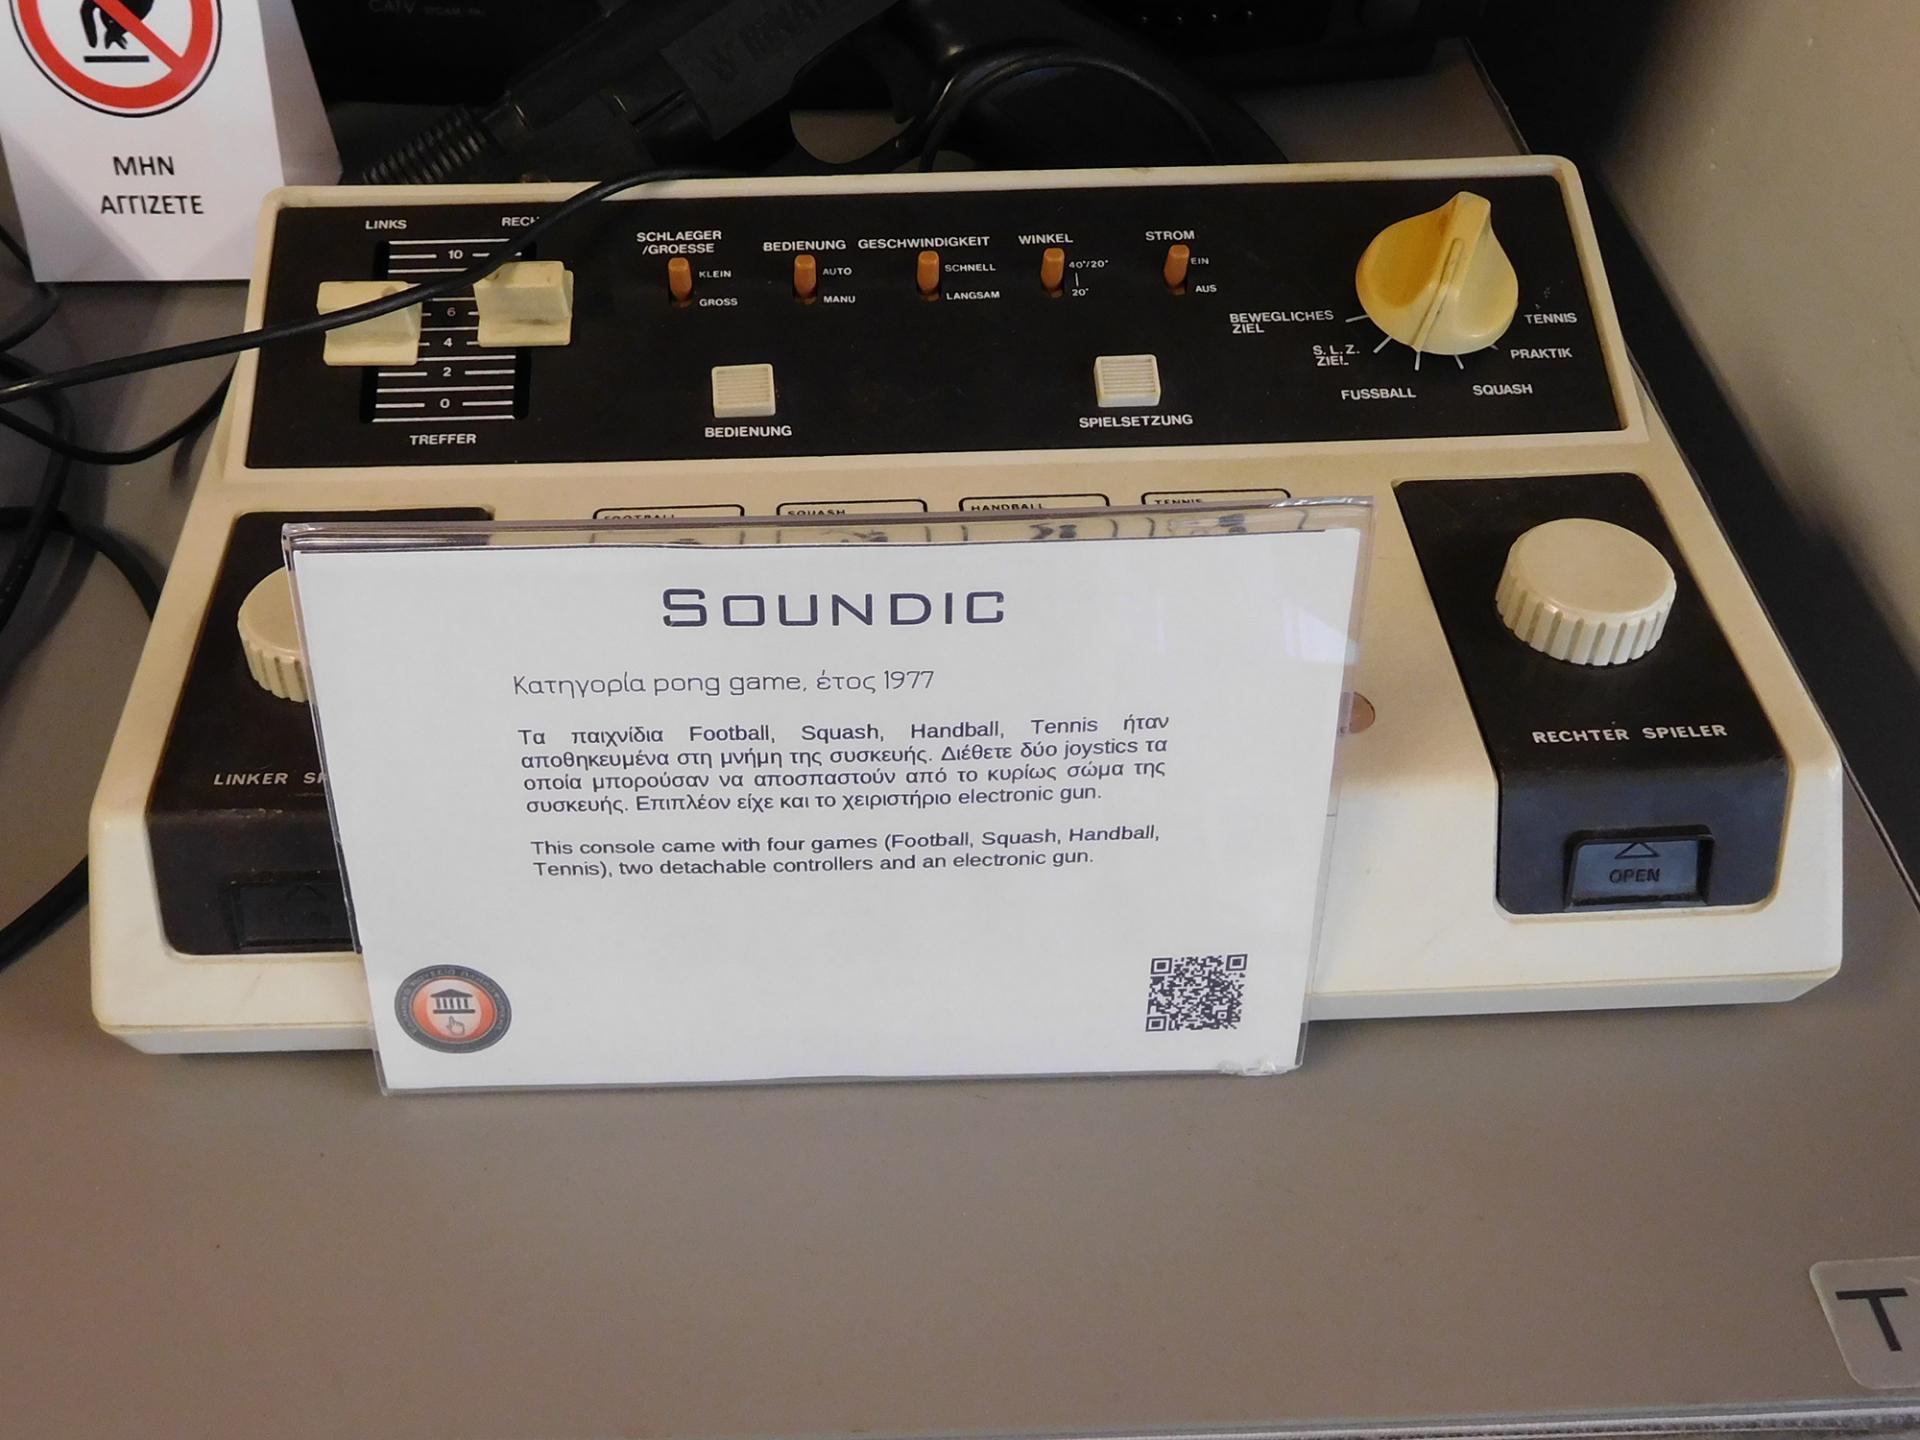 ΜΗΝ
ΑΓΓΙΖΕΤΕ
CATV
LINKS
10
6
4
2
0
TREFFER
SCHLAEGER
/GROESSE
KLEIN
GROSS
BEDIENUNG
AUTO
MANU
GESCHWINDIGKEIT
SCHNELL
LANGSAM
WINKEL
40°/20°
20°
STROM
EIN
AUS
BEDIENUNG
SPIELSETZUNG
BEWEGLICHES
ZIEL
S.L.Z.
ZIEL
FUSSBALL
SQUASH
PRAKTIK
TENNIS
FOOTBALL
SQUASH
HANDBALL
TENNIS
LINKER
RECHTER SPIELER
OPEN
SOUNDIC
Κατηγορία pong game, έτος 1977
Τα παιχνίδια Football, Squash, Handball, Tennis ήταν
αποθηκευμένα στη μνήμη της συσκευής. Διέθετε δύο joystics τα
οποία μπορούσαν να αποσπαστούν από το κυρίως σώμα της
συσκευής. Επιπλέον είχε και το χειριστήριο electronic gun.
This console came with four games (Football, Squash, Handball,
Tennis), two detachable controllers and an electronic gun.
T